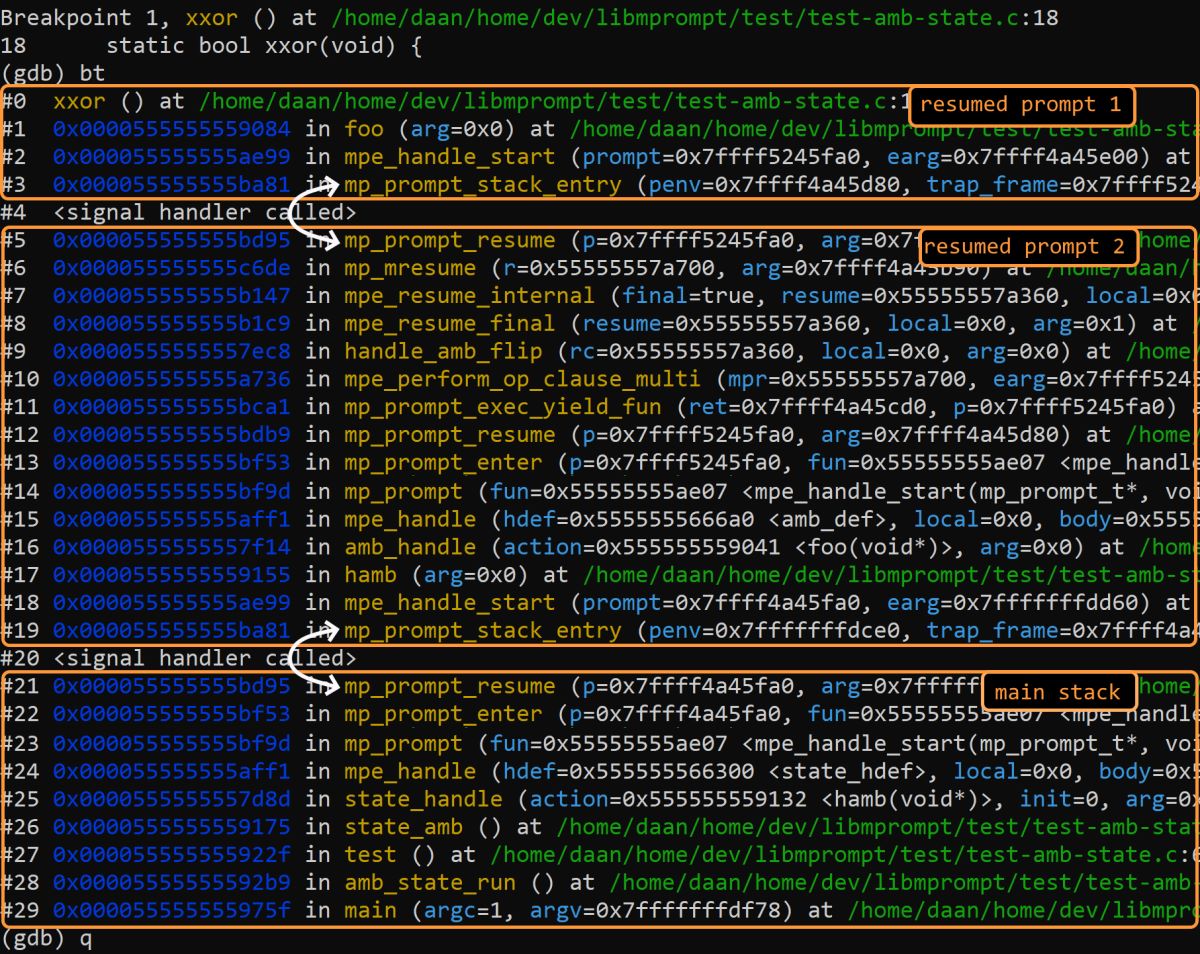 Breakpoint 1, xxor () at /home/daan/home/dev/libmprompt/test/test-amb-state.c:18
18      static bool xxor(void) {
(gdb) bt
#0  xxor () at /home/daan/home/dev/libmprompt/test/test-amb-state.c:1 resumed prompt 1
#1  0x0000555555559084 in foo (arg=0x0) at /home/daan/home/dev/libmprompt/test/test-amb-sta
#2  0x000055555555ae99 in mpe_handle_start (prompt=0x7ffff5245fa0, earg=0x7ffff4a45e00) at
#3  0x000055555555ba81 in mp_prompt_stack_entry (penv=0x7ffff4a45d80, trap_frame=0x7ffff524
#4  <signal handler called>
#5  0x000055555555bd95 in mp_prompt_resume (p=0x7ffff5245fa0, arg=0x7f resumed prompt 2 home/
#6  0x000055555555c6de in mp_mresume (r=0x55555557a700, arg=0x7ffff4a45b90) at /home/daan/h
#7  0x000055555555b147 in mpe_resume_internal (final=true, resume=0x55555557a360, local=0x0
#8  0x000055555555b1c9 in mpe_resume_final (resume=0x55555557a360, local=0x0, arg=0x1) at
#9  0x0000555555557ec8 in handle_amb_flip (rc=0x55555557a360, local=0x0, arg=0x0) at /home/
#10 0x000055555555a736 in mpe_perform_op_clause_multi (mpr=0x55555557a700, earg=0x7ffff5245
#11 0x000055555555bca1 in mp_prompt_exec_yield_fun (ret=0x7ffff4a45cd0, p=0x7ffff5245fa0) a
#12 0x000055555555bdb9 in mp_prompt_resume (p=0x7ffff5245fa0, arg=0x7ffff4a45d80) at /home/
#13 0x000055555555bf53 in mp_prompt_enter (p=0x7ffff5245fa0, fun=0x55555555ae07 <mpe_handle
#14 0x000055555555bf9d in mp_prompt (fun=0x55555555ae07 <mpe_handle_start(mp_prompt_t*, voi
#15 0x000055555555aff1 in mpe_handle (hdef=0x5555555666a0 <amb_def>, local=0x0, body=0x5555
#16 0x0000555555557f14 in amb_handle (action=0x555555559041 <foo(void*)>, arg=0x0) at /home
#17 0x0000555555559155 in hamb (arg=0x0) at /home/daan/home/dev/libmprompt/test/test-amb-st
#18 0x000055555555ae99 in mpe_handle_start (prompt=0x7ffff4a45fa0, earg=0x7fffffffdd60) at
#19 0x000055555555ba81 in mp_prompt_stack_entry (penv=0x7fffffffdce0, trap_frame=0x7ffff4a4
#20 <signal handler called>
#21 0x000055555555bd95 in mp_prompt_resume (p=0x7ffff4a45fa0, arg=0x7fffff main stack home/
#22 0x000055555555bf53 in mp_prompt_enter (p=0x7ffff4a45fa0, fun=0x55555555ae07 <mpe_handle
#23 0x000055555555bf9d in mp_prompt (fun=0x55555555ae07 <mpe_handle_start(mp_prompt_t*, voi
#24 0x000055555555aff1 in mpe_handle (hdef=0x555555566300 <state_hdef>, local=0x0, body=0x5
#25 0x0000555555557d8d in state_handle (action=0x555555559132 <hamb(void*)>, init=0, arg=0x
#26 0x0000555555559175 in state_amb () at /home/daan/home/dev/libmprompt/test/test-amb-stat
#27 0x000055555555922f in test () at /home/daan/home/dev/libmprompt/test/test-amb-state.c:6
#28 0x00005555555592b9 in amb_state_run () at /home/daan/home/dev/libmprompt/test/test-amb
#29 0x000055555555975f in main (argc=1, argv=0x7fffffffdf78) at /home/daan/home/dev/libmpro
(gdb) q